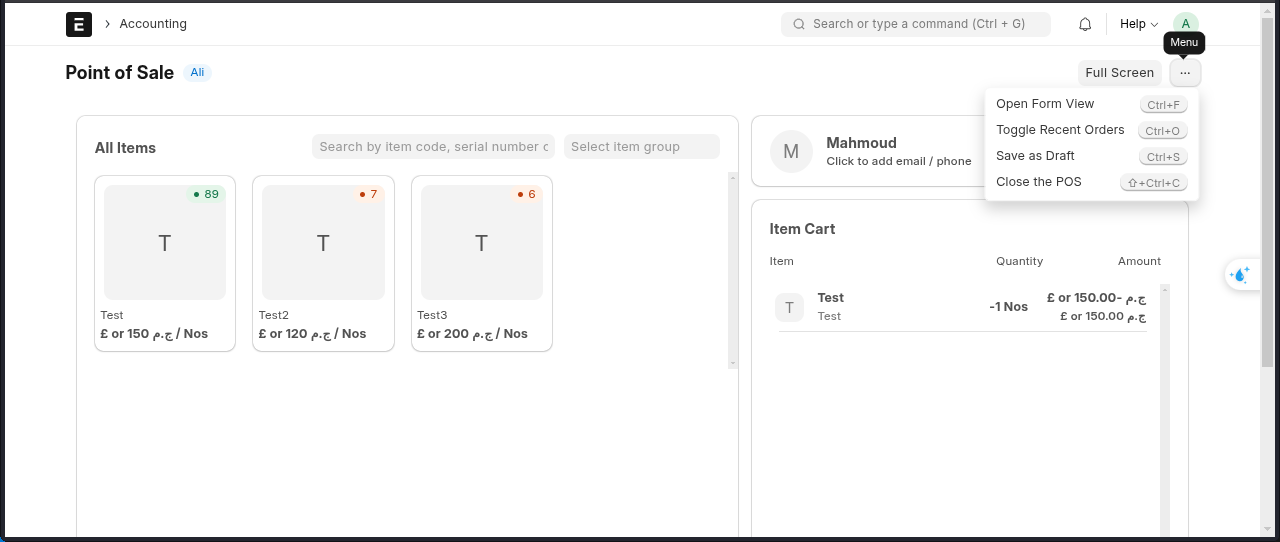 Accounting
Search or type a command (Ctrl + G)
Help
A
Menu
Point of Sale
Ali
Full Screen
...
Open Form View Ctrl+F
Toggle Recent Orders Ctrl+O
Save as Draft Ctrl+S
Close the POS ⇧+Ctrl+C
All Items
Search by item code, serial number c
Select item group
M
Mahmoud
Click to add email / phone
89
T
Test
£ or 150 ج.م / Nos
7
T
Test2
£ or 120 ج.م / Nos
6
T
Test3
£ or 200 ج.م / Nos
Item Cart
Item Quantity Amount
T
Test
Test
-1 Nos
£ or 150.00- ج.م
£ or 150.00 ج.م